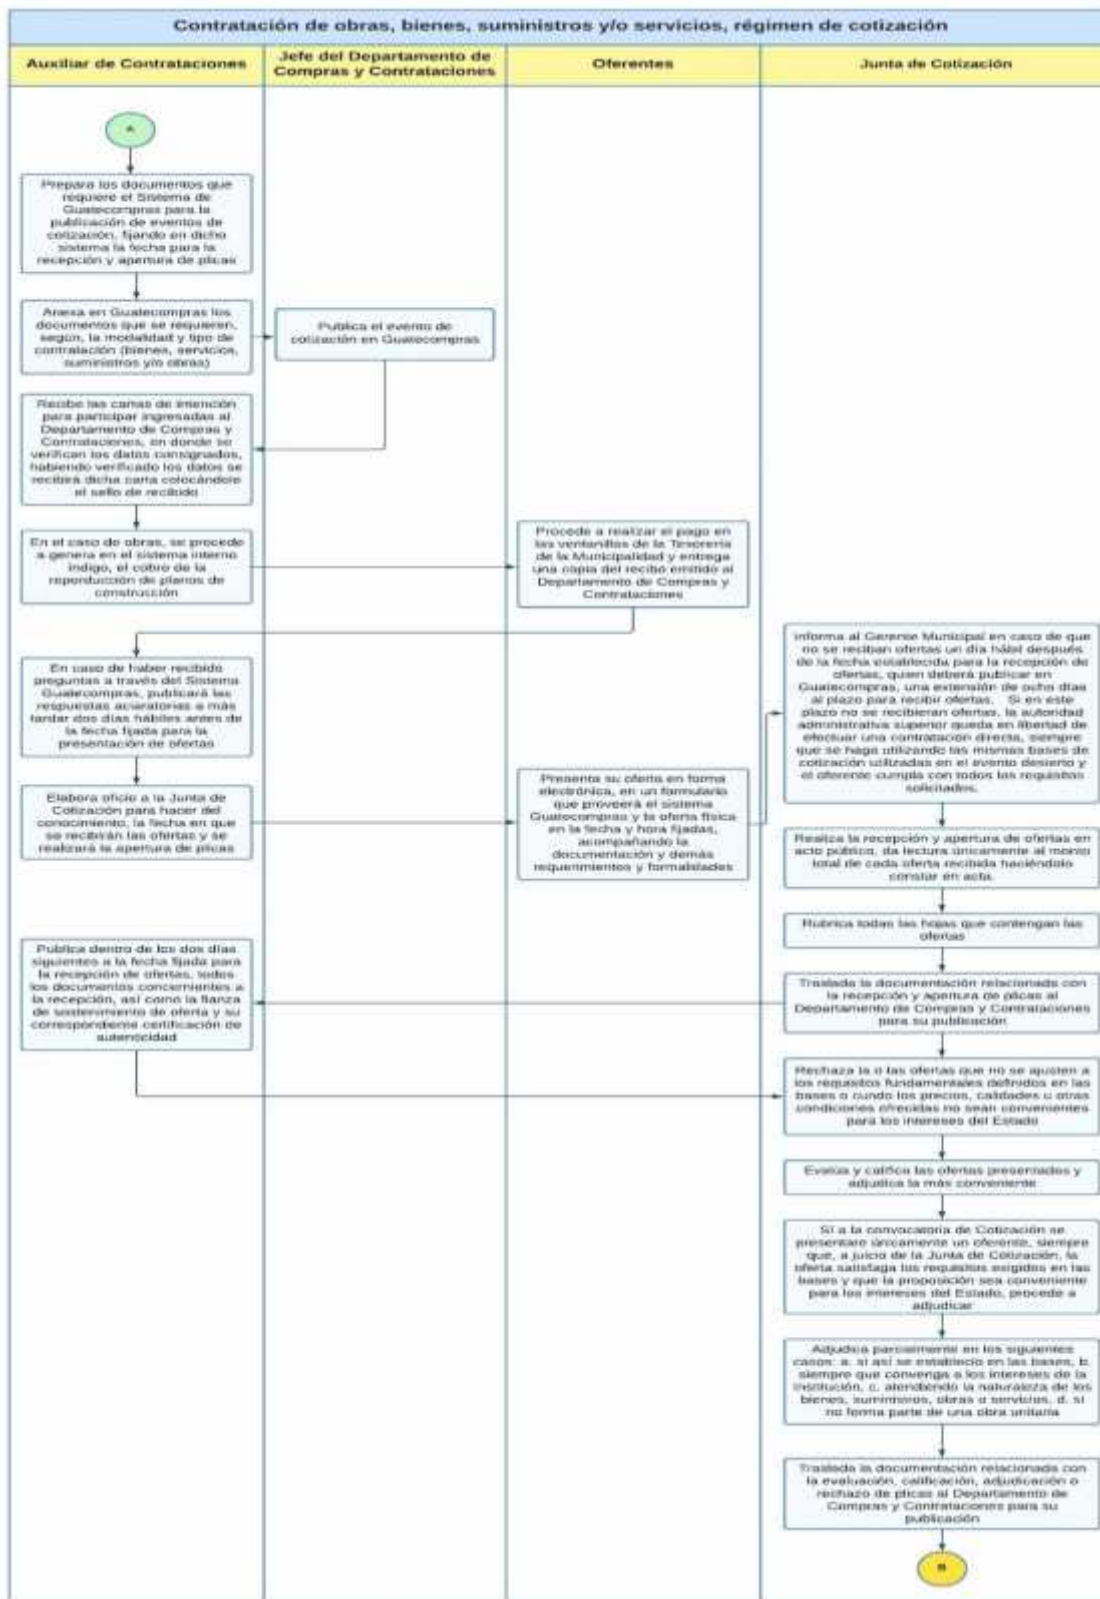 Contratación de obras, bienes, suministros y/o servicios, régimen de cotización
Auxiliar de Contrataciones
Jefe del Departamento de
Compras y Contrataciones
Oferentes
Junta de Cotización
A
Prepara los documentos que
requiere el Sistema de
Guatecompras para la
publicación de eventos de
cotización, fijando en dicho
sistema la fecha para la
recepción y apertura de plicas
Anexa en Guatecompras los
documentos que se requieren,
según, la modalidad y tipo de
contratación (bienes, servicios,
suministros y/o obras)
Publica el evento de
cotización en Guatecompras
Recibe las cartas de intención
para participar ingresadas al
Departamento de Compras y
Contrataciones, en donde se
verifican los datos consignados,
habiendo verificado los datos se
recibirá dicha carta colocándole
el sello de recibido
En el caso de obras, se procede
a genera en el sistema interno
indigo, el cobro de la
reproducción de planos de
construcción
Procede a realizar el pago en
las ventanillas de la Tesorería
de la Municipalidad y entrega
una copia del recibo emitido al
Departamento de Compras y
Contrataciones
En caso de haber recibido
preguntas a través del Sistema
Guatecompras, publicará las
respuestas aclaratorias a más
tardar dos días hábiles antes de
la fecha fijada para la
presentación de ofertas
Elabora oficio a la Junta de
Cotización para hacer del
conocimiento, la fecha en que
se recibirán las ofertas y se
realizará la apertura de plicas
Presenta su oferta en forma
electrónica, en un formulario
que proveerá el sistema
Guatecompras y la oferta física
en la fecha y hora fijadas,
acompañando la
documentación y demás
requerimientos y formalidades
Informa al Gerente Municipal en caso de que
no se reciban ofertas un día hábil después
de la fecha establecida para la recepción de
ofertas, quien deberá publicar en
Guatecompras, una extensión de ocho días
al plazo para recibir ofertas. Si en este
plazo no se recibieran ofertas, la autoridad
administrativa superior queda en libertad de
efectuar una contratación directa, siempre
que se haga utilizando las mismas bases de
cotización utilizadas en el evento desierto y
el oferente cumpla con todos los requisitos
solicitados.
Realiza la recepción y apertura de ofertas en
acto público, da lectura únicamente al monto
total de cada oferta recibida haciéndolo
constar en acta.
Rubrica todas las hojas que contengan las
ofertas
Traslada la documentación relacionada con
la recepción y apertura de plicas al
Departamento de Compras y Contrataciones
para su publicación
Publica dentro de los dos días
siguientes a la fecha fijada para
la recepción de ofertas, todos
los documentos concernientes a
la recepción, así como la fianza
de sostenimiento de oferta y su
correspondiente certificación de
autenticidad
Rechaza la o las ofertas que no se ajusten a
los requisitos fundamentales definidos en las
bases o cundo los precios, calidades u otras
condiciones ofrecidas no sean convenientes
para los intereses del Estado
Evalúa y califica las ofertas presentados y
adjudica la más conveniente
Si a la convocatoria de Cotización se
presentare únicamente un oferente, siempre
que, a juicio de la Junta de Cotización, la
oferta satisfaga los requisitos exigidos en las
bases y que la proposición sea conveniente
para los intereses del Estado, procede a
adjudicar
Adjudica parcialmente en los siguientes
casos: a. si así se estableció en las bases, b.
siempre que convenga a los intereses de la
institución, c. atendiendo la naturaleza de los
bienes, suministros, obras o servicios, d. si
no forma parte de una obra unitaria
Traslada la documentación relacionada con
la evaluación, calificación, adjudicación o
rechazo de plicas al Departamento de
Compras y Contrataciones para su
publicación
B